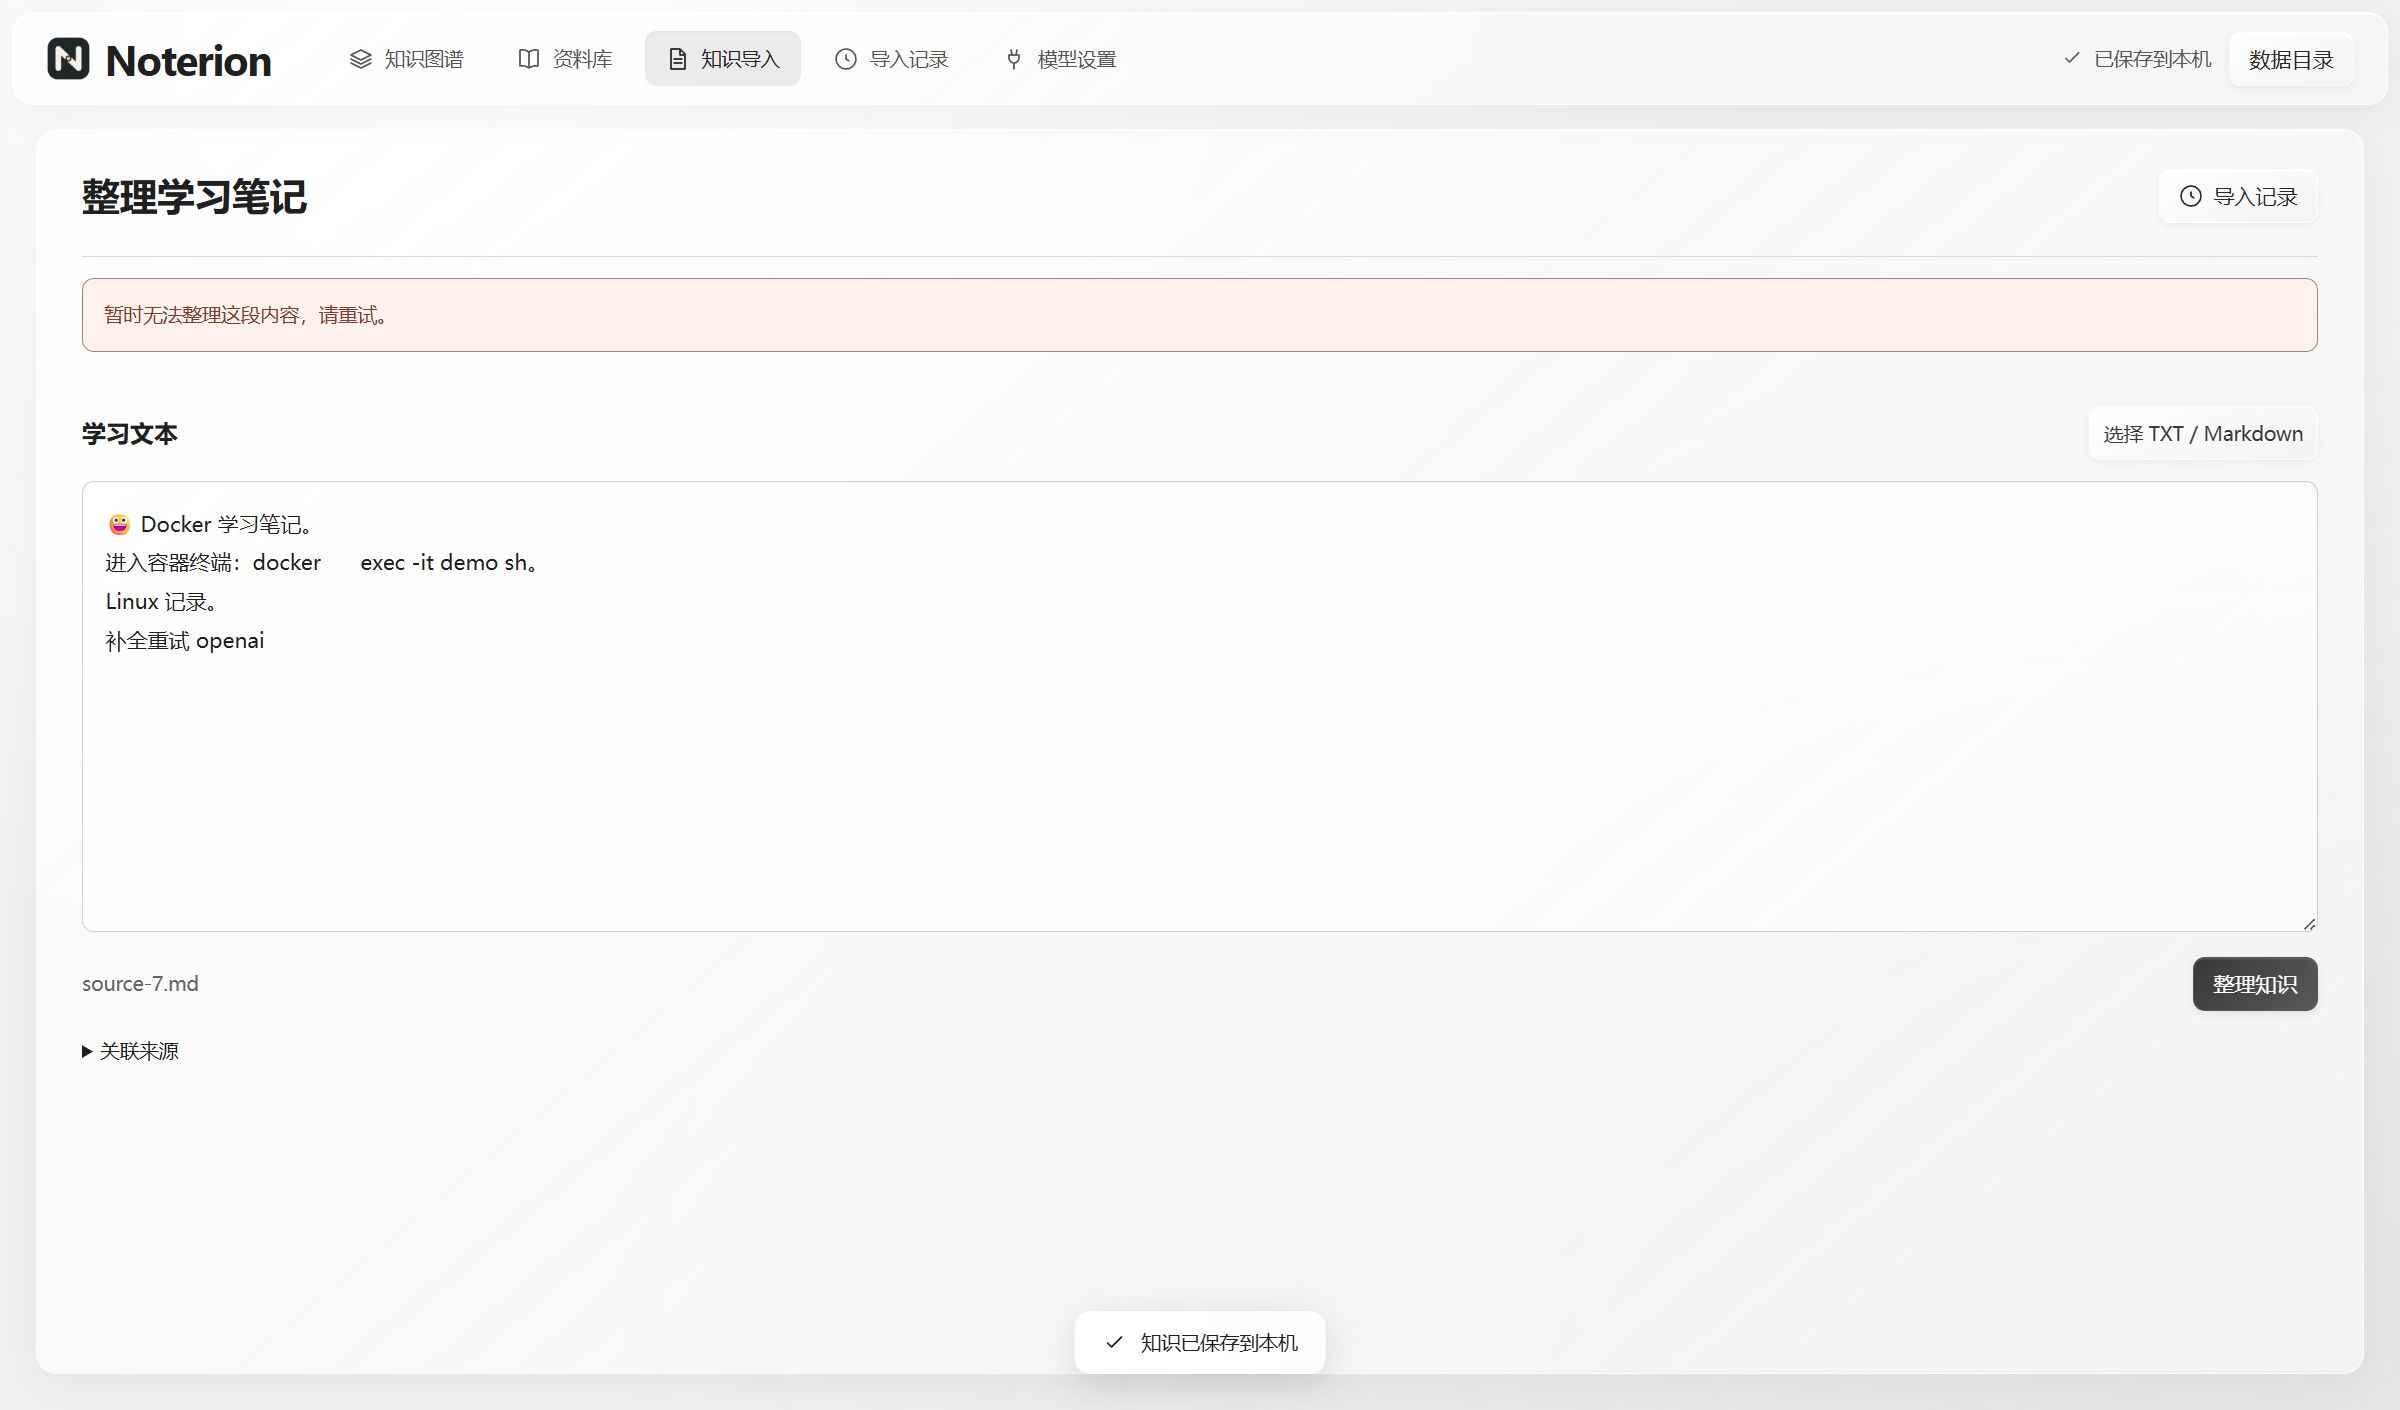 Noterion
知识图谱
资料库
知识导入
导入记录
模型设置
已保存到本机
数据目录
整理学习笔记
导入记录
暂时无法整理这段内容，请重试。
学习文本
选择 TXT / Markdown
😀 Docker 学习笔记。
进入容器终端：docker      exec -it demo sh。
Linux 记录。
补全重试 openai
source-7.md
整理知识
关联来源
知识已保存到本机